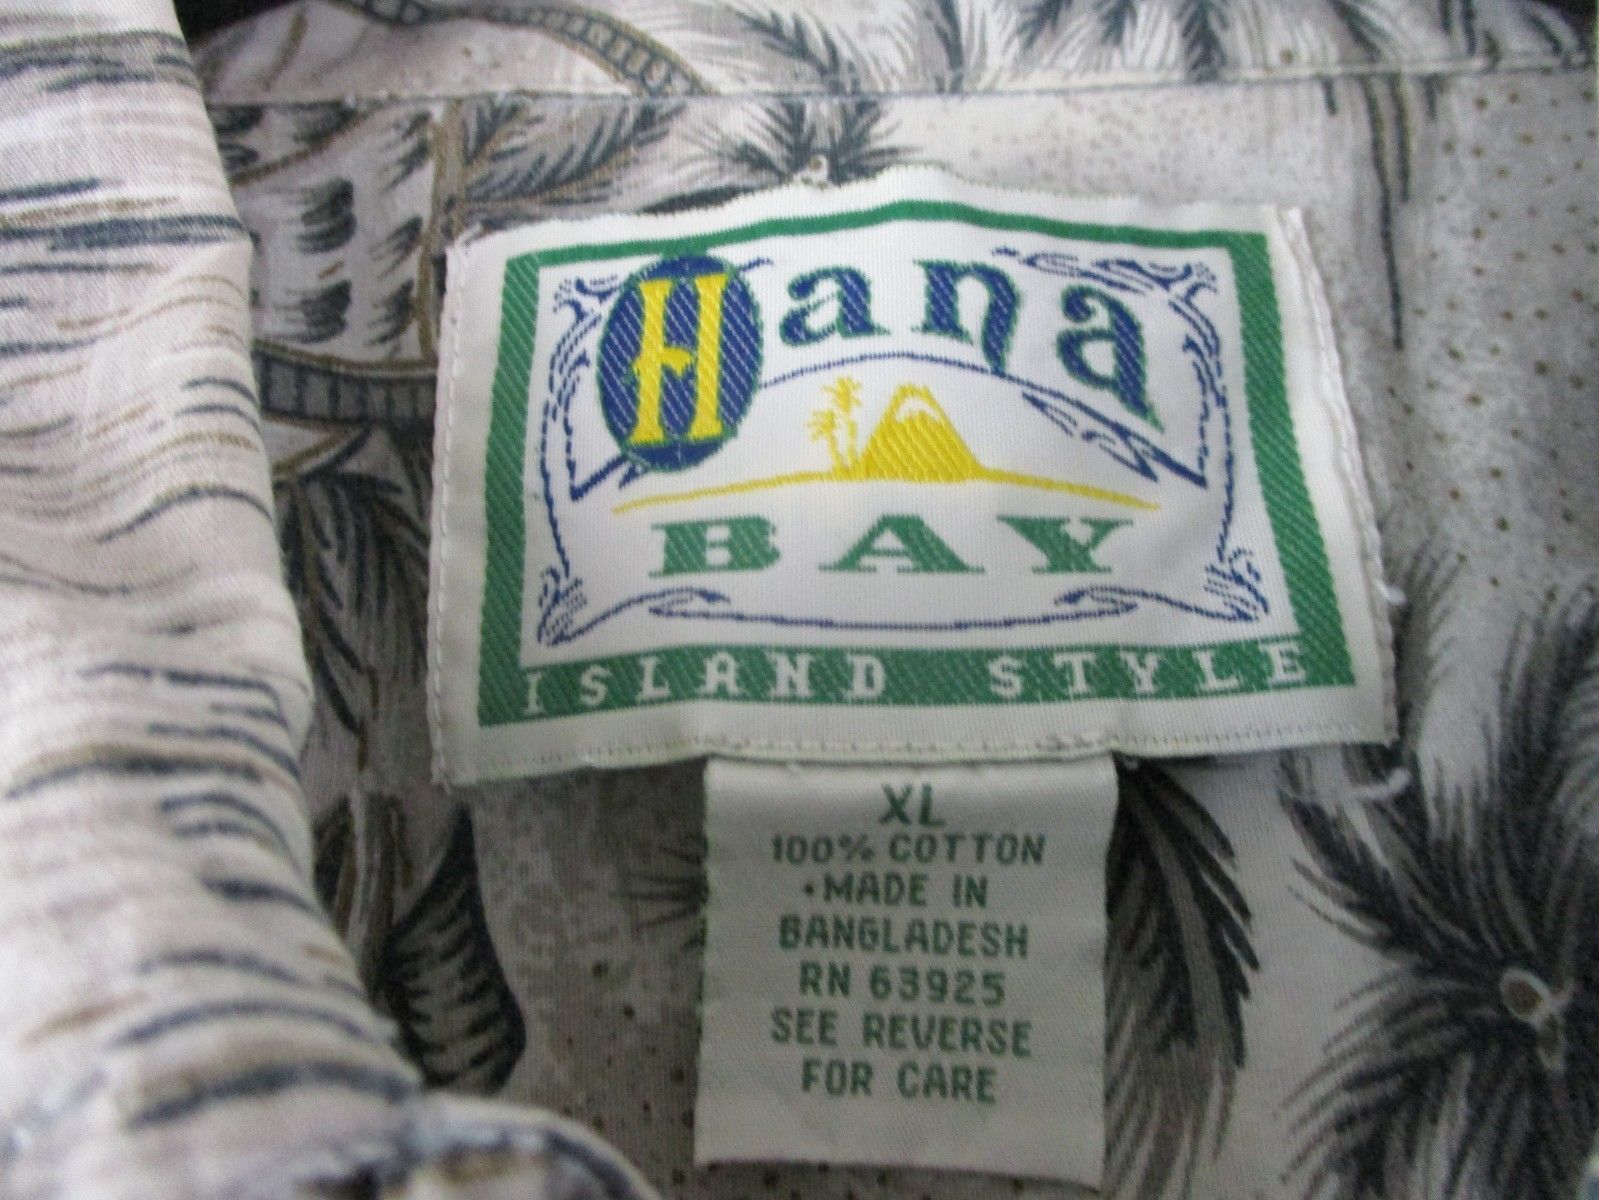 Hana
BAY
ISLAND STYLE
XL
100% COTTON
•MADE IN
BANGLADESH
RN 63925
SEE REVERSE
FOR CARE